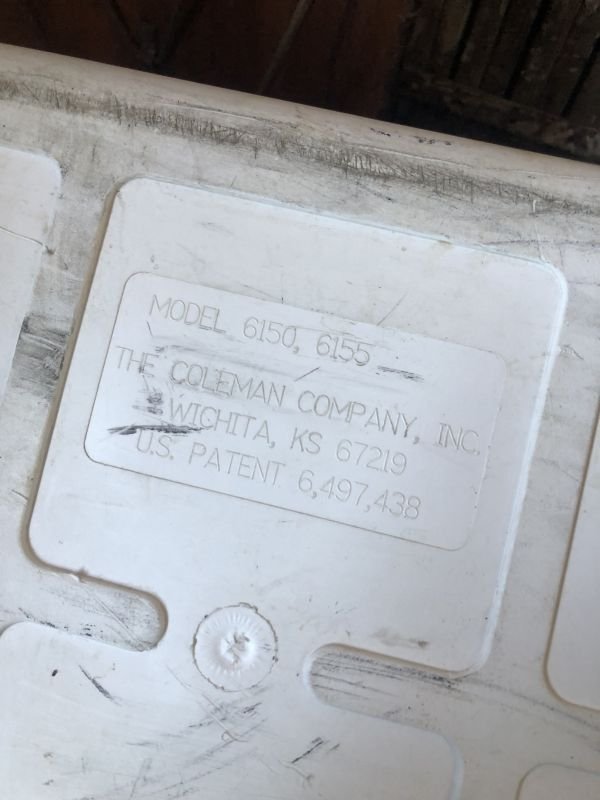 MODEL 6150, 6155
THE COLEMAN COMPANY, INC.
WICHITA, KS 67219
U.S. PATENT 6,497,438